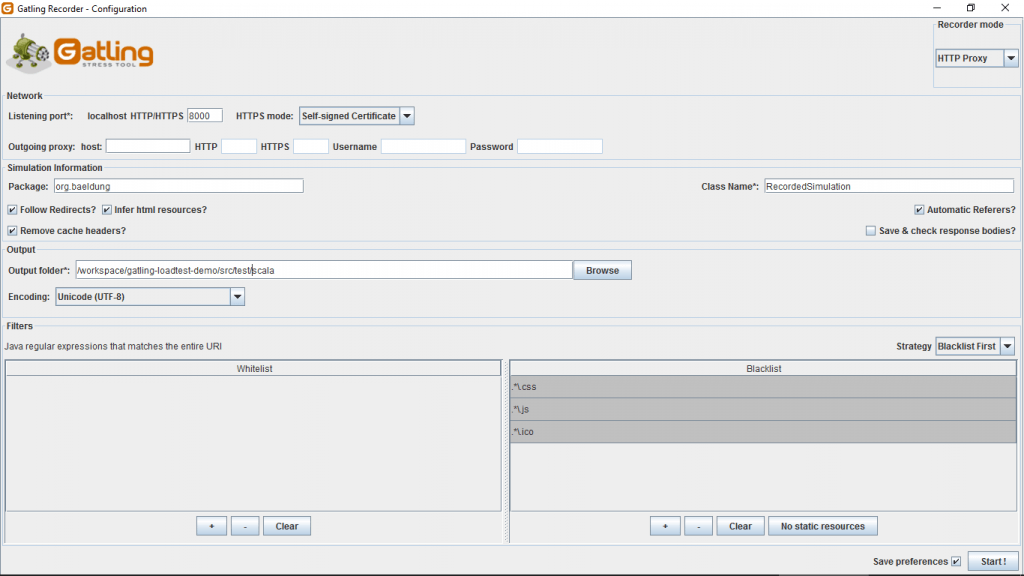 Gatling Recorder - Configuration
Gatling
STRESS TOOL
Recorder mode
HTTP Proxy
Network
Listening port*: localhost HTTP/HTTPS 8000 HTTPS mode: Self-signed Certificate
Outgoing proxy: host: HTTP HTTPS Username Password
Simulation Information
Package: org.baeldung Class Name*: RecordedSimulation
Follow Redirects? Infer html resources? Automatic Referers?
Remove cache headers? Save & check response bodies?
Output
Output folder*: /workspace/gatling-loadtest-demo/src/test/scala Browse
Encoding: Unicode (UTF-8)
Filters
Java regular expressions that matches the entire URI Strategy Blacklist First
Whitelist Blacklist
.*\.css
.*\.js
.*\.ico
+ - Clear + - Clear No static resources
Save preferences Start !